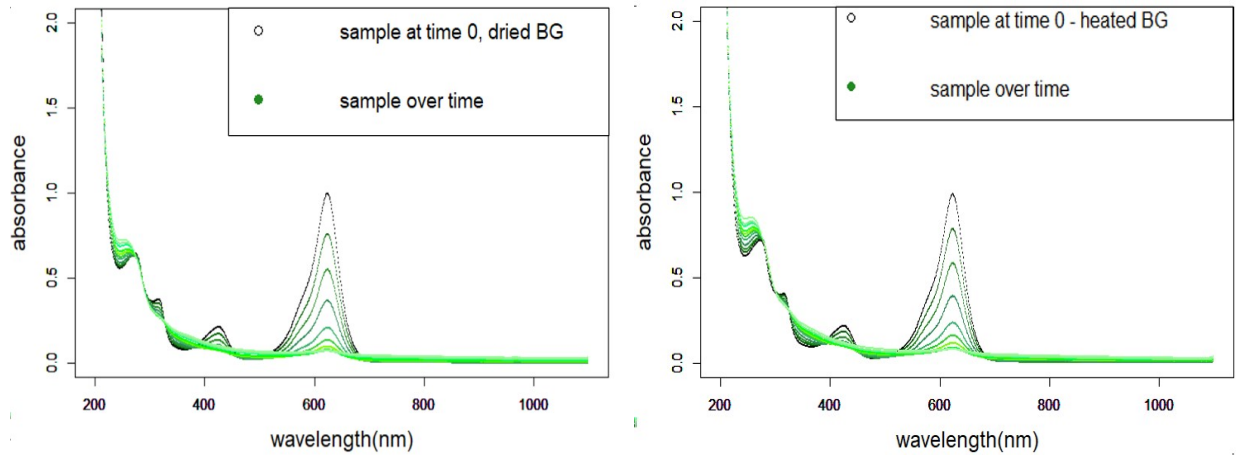 sample at time 0, dried BG
sample over time
absorbance
2.0
1.5
1.0
0.5
0.0
200 400 600 800 1000
wavelength(nm)
sample at time 0 - heated BG
sample over time
absorbance
2.0
1.5
1.0
0.5
0.0
200 400 600 800 1000
wavelength(nm)